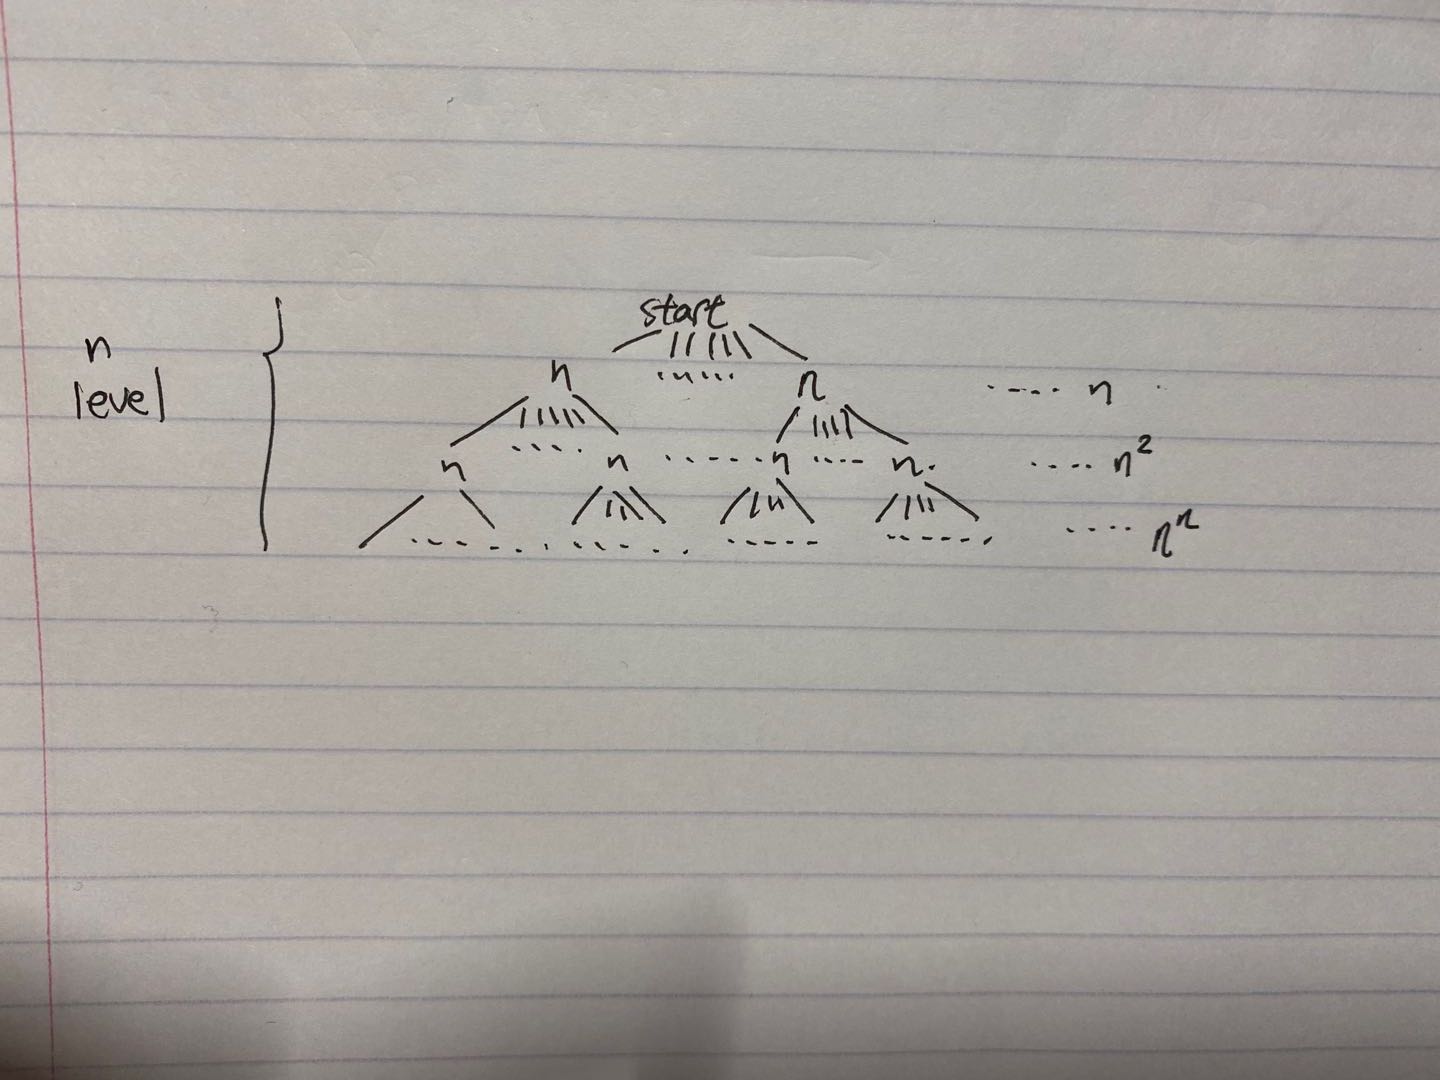 start
n
level
n n ---- n
n n ------ n ---- n. ---- n²
---- nⁿ